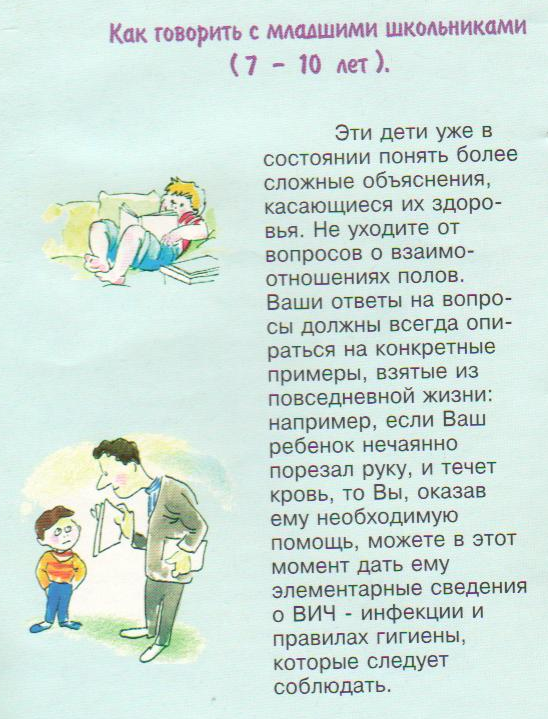 Как говорить с младшими школьниками
( 7 – 10 лет ).
Эти дети уже в
состоянии понять более
сложные объяснения,
касающиеся их здоро-
вья. Не уходите от
вопросов о взаимо-
отношениях полов.
Ваши ответы на вопро-
сы должны всегда опи-
раться на конкретные
примеры, взятые из
повседневной жизни:
например, если Ваш
ребенок нечаянно
порезал руку, и течет
кровь, то Вы, оказав
ему необходимую
помощь, можете в этот
момент дать ему
элементарные сведения
о ВИЧ - инфекции и
правилах гигиены,
которые следует
соблюдать.